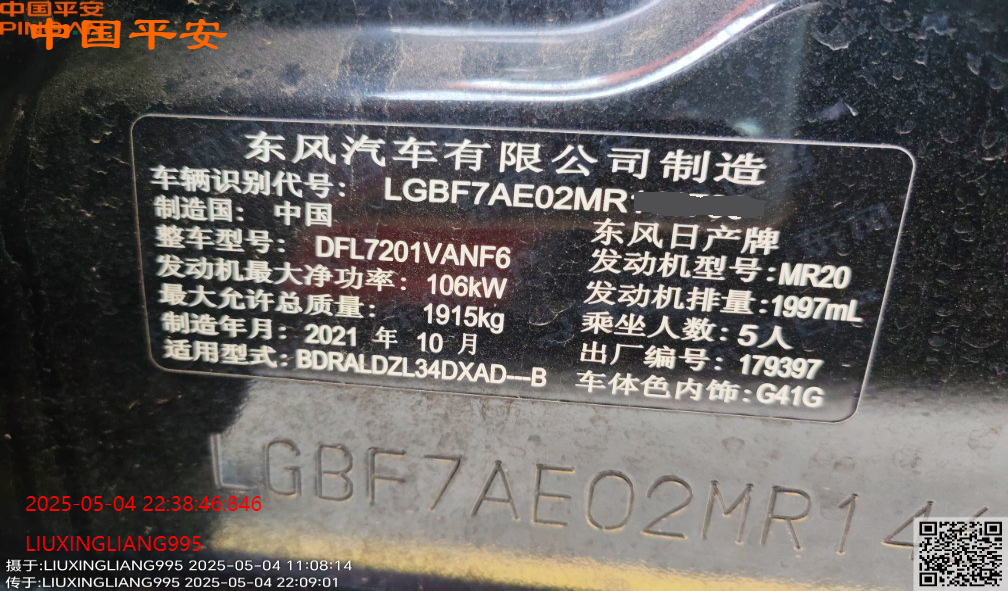 中国平安
PINGAN
中国平安
东风汽车有限公司制造
车辆识别代号: LGBF7AE02MR1
制造国: 中国
东风日产牌
整车型号: DFL7201VANF6
发动机型号:MR20
发动机最大净功率: 106kW
发动机排量:1997mL
最大允许总质量: 1915kg
乘坐人数:5人
制造年月: 2021 年 10 月
出厂编号: 179397
适用型式:BDRALDZL34DXAD---B
车体色内饰:G41G
LGBF7AE02MR14
2025-05-04 22:38:46:846
LIUXINGLIANG995
摄于:LIUXINGLIANG995 2025-05-04 11:08:14
传于:LIUXINGLIANG995 2025-05-04 22:09:01